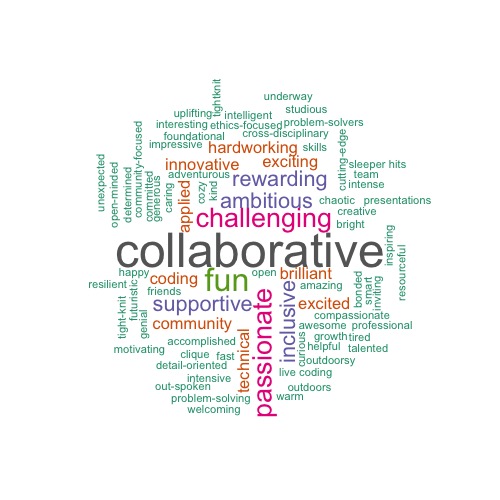 tightknit
underway
studious
uplifting
intelligent
interesting
ethics-focused
problem-solvers
foundational
cross-disciplinary
impressive
hardworking
skills
cutting-edge
unexpected
open-minded
determined
community-focused
committed
generous
innovative
exciting
sleeper hits
caring
applied
adventurous
cozy
kind
rewarding
team
intense
ambitious
chaotic
presentations
challenging
creative
bright
collaborative
inspiring
resourceful
happy
resilient
coding
fun
open
brilliant
amazing
bonded
smart
inviting
futuristic
friends
tight-knit
genial
supportive
passionate
inclusive
excited
compassionate
community
awesome
professional
technical
curious
growth
tired
accomplished
helpful
talented
motivating
clique
fast
outdoorsy
detail-oriented
live coding
intensive
out-spoken
outdoors
problem-solving
warm
welcoming